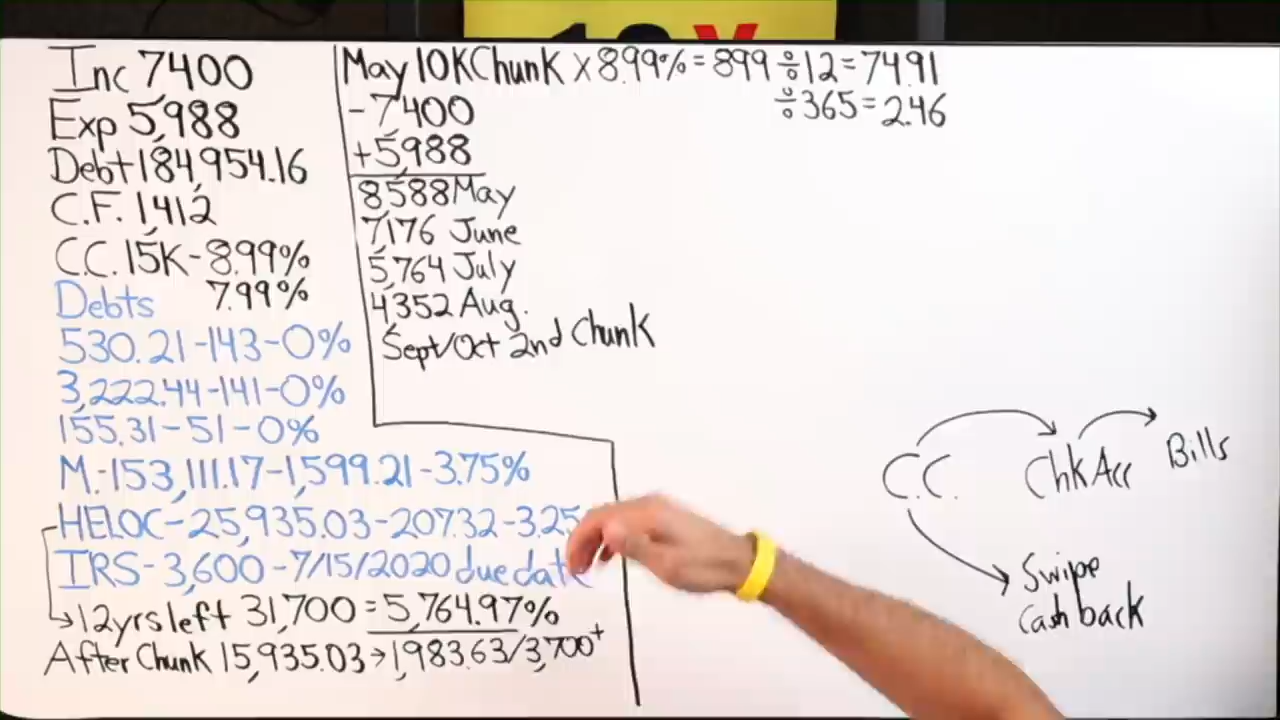 Inc 7400
Exp 5,988
Debt 184,954.16
C.F. 1412
C.C. 15K-8.99%
7.99%
Debts
530.21-143-0%
3,222.44-141-0%
155.31-51-0%
M.-153,111.17-1,599.21-3.75%
HELOC-25,935.03-207.32-3.25
IRS-3,600-7/15/2020 due date
12yrs left 31,700=5,764.97%
After Chunk 15,935.03→1,983.63/3,700+
May 10K Chunk x 8.99%=899÷12=74.91
÷365=2.46
-7400
+5,988
8588 May
7,176 June
5,764 July
4352 Aug.
Sept/Oct 2nd Chunk
C.C. ChkAcc Bills
Swipe
Cash back